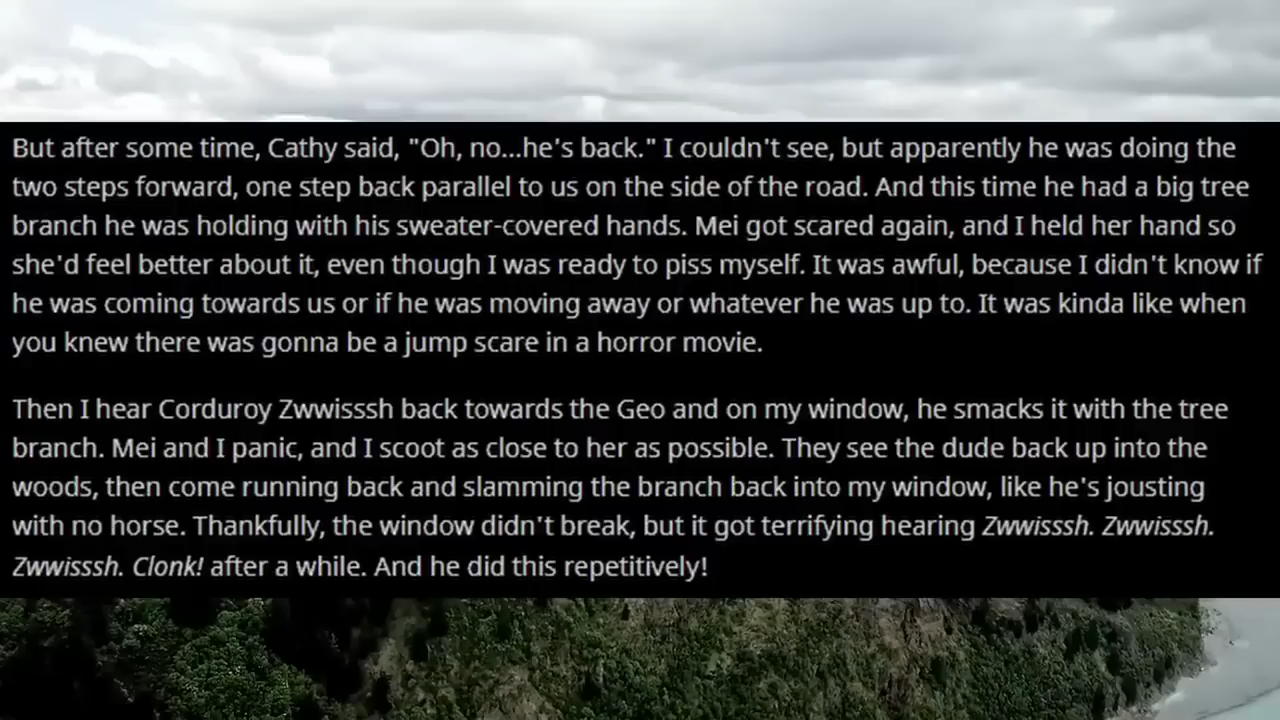 But after some time, Cathy said, "Oh, no...he's back." I couldn't see, but apparently he was doing the
two steps forward, one step back parallel to us on the side of the road. And this time he had a big tree
branch he was holding with his sweater-covered hands. Mei got scared again, and I held her hand so
she'd feel better about it, even though I was ready to piss myself. It was awful, because I didn't know if
he was coming towards us or if he was moving away or whatever he was up to. It was kinda like when
you knew there was gonna be a jump scare in a horror movie.
Then I hear Corduroy Zwwisssh back towards the Geo and on my window, he smacks it with the tree
branch. Mei and I panic, and I scoot as close to her as possible. They see the dude back up into the
woods, then come running back and slamming the branch back into my window, like he's jousting
with no horse. Thankfully, the window didn't break, but it got terrifying hearing Zwwisssh. Zwwisssh.
Zwwisssh. Clonk! after a while. And he did this repetitively!